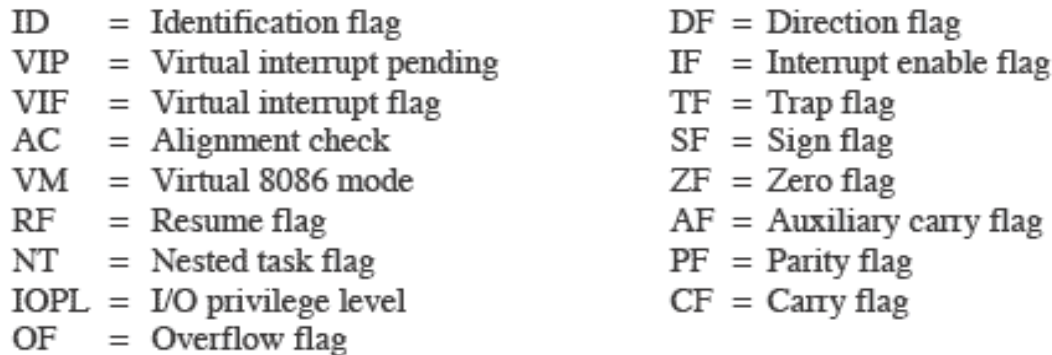 ID = Identification flag
VIP = Virtual interrupt pending
VIF = Virtual interrupt flag
AC = Alignment check
VM = Virtual 8086 mode
RF = Resume flag
NT = Nested task flag
IOPL = I/O privilege level
OF = Overflow flag
DF = Direction flag
IF = Interrupt enable flag
TF = Trap flag
SF = Sign flag
ZF = Zero flag
AF = Auxiliary carry flag
PF = Parity flag
CF = Carry flag